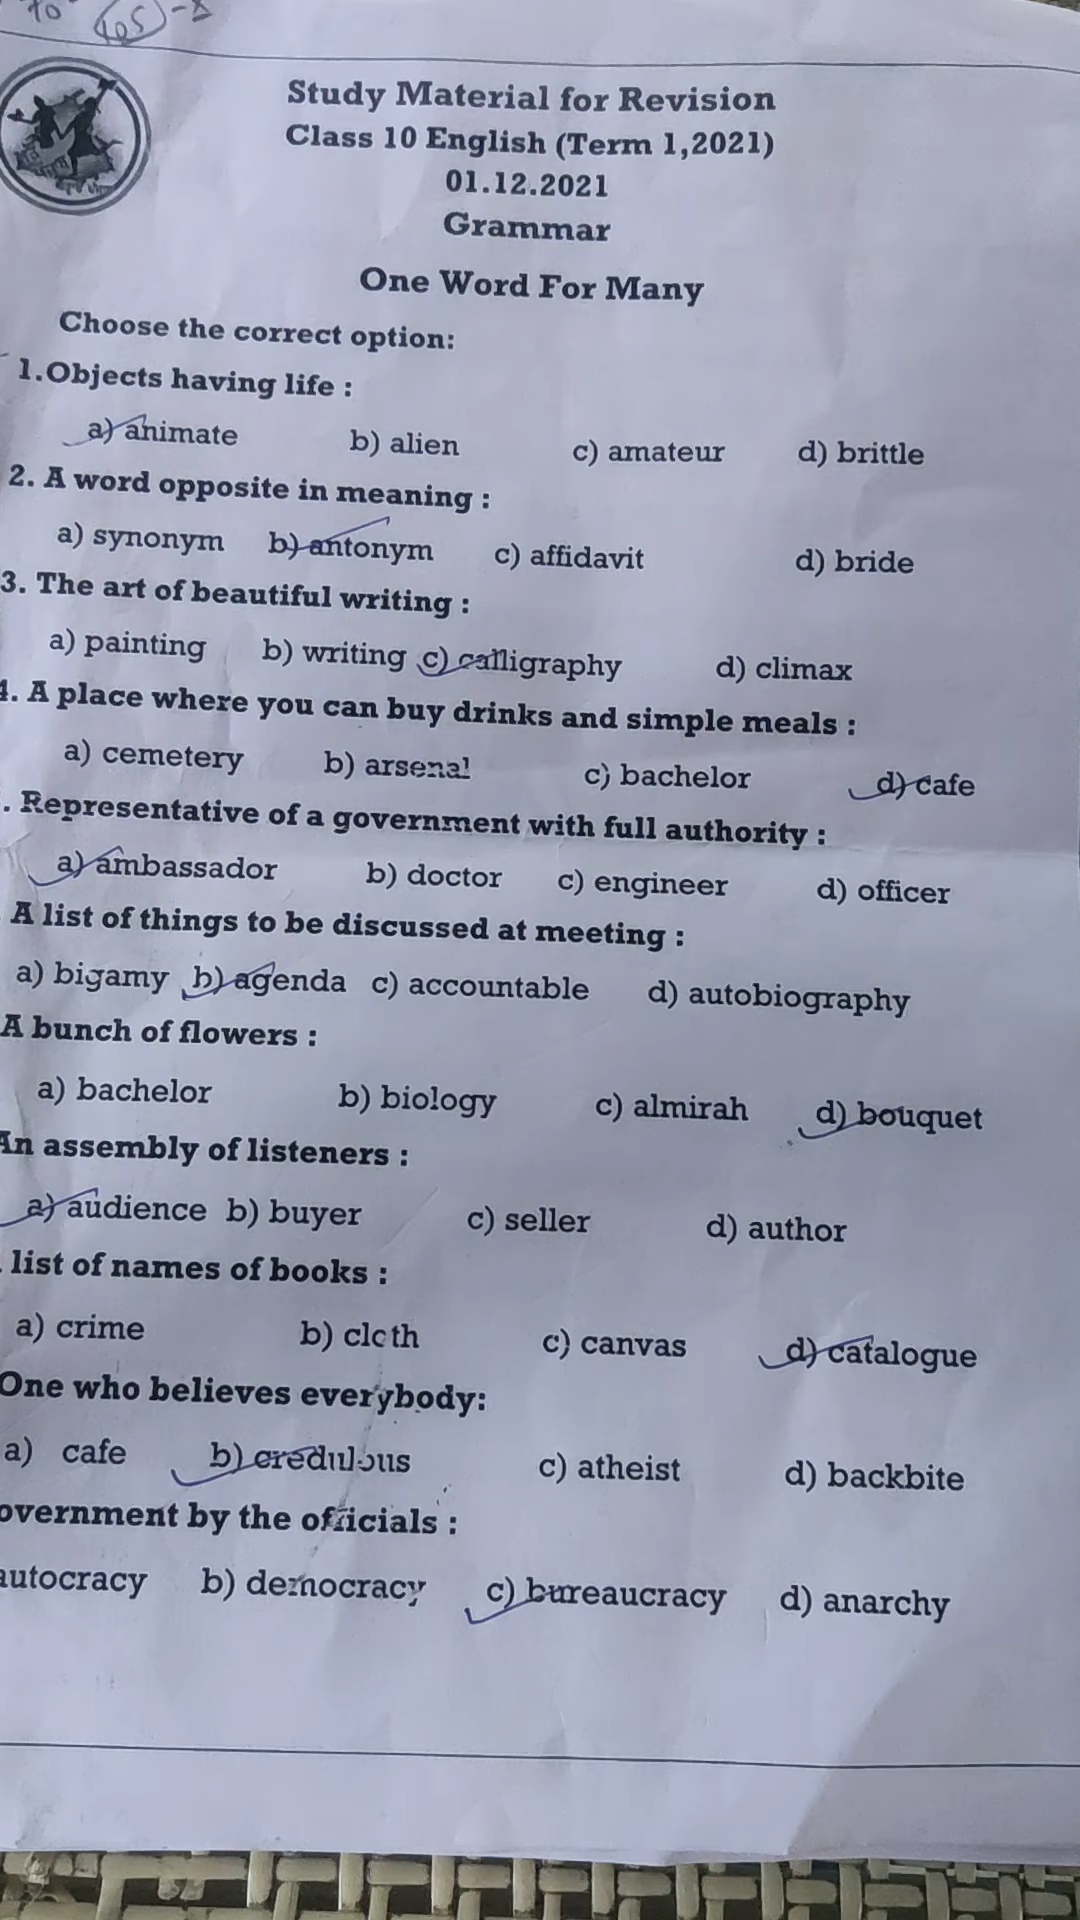 105
Study Material for Revision
Class 10 English (Term 1,2021)
01.12.2021
Grammar
One Word For Many
Choose the correct option:
1.Objects having life :
a) animate b) alien c) amateur d) brittle
2. A word opposite in meaning :
a) synonym b) antonym c) affidavit d) bride
3. The art of beautiful writing :
a) painting b) writing c) calligraphy d) climax
4. A place where you can buy drinks and simple meals :
a) cemetery b) arsenal c) bachelor d) cafe
. Representative of a government with full authority :
a) ambassador b) doctor c) engineer d) officer
A list of things to be discussed at meeting :
a) bigamy b) agenda c) accountable d) autobiography
A bunch of flowers :
a) bachelor b) biology c) almirah d) bouquet
An assembly of listeners :
a) audience b) buyer c) seller d) author
list of names of books :
a) crime b) cloth c) canvas d) catalogue
One who believes everybody:
a) cafe b) credulous c) atheist d) backbite
overnment by the officials :
autocracy b) democracy c) bureaucracy d) anarchy